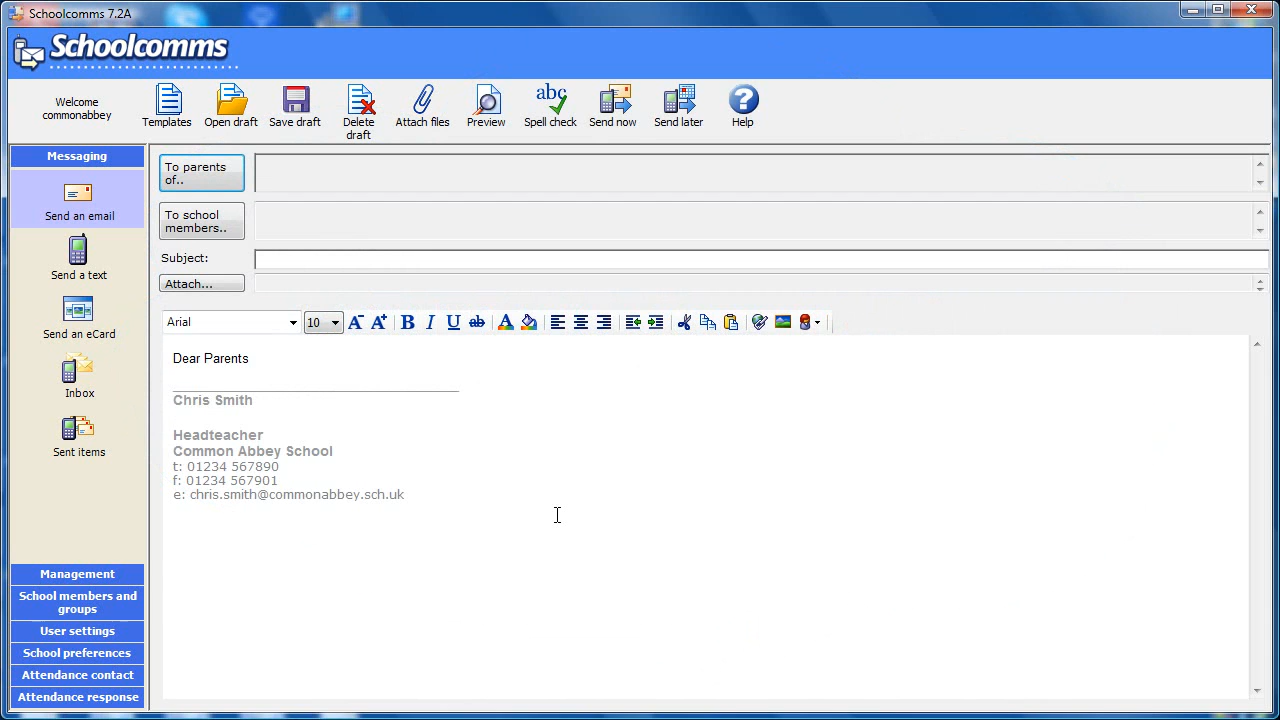 Schoolcomms 7.2A
Schoolcomms
Welcome
commonabbey
Templates
Open draft
Save draft
Delete
draft
Attach files
Preview
abc
Spell check
Send now
Send later
?
Help
Messaging
Send an email
Send a text
Send an eCard
Inbox
Sent items
Management
School members and
groups
User settings
School preferences
Attendance contact
Attendance response
To parents
of..
To school
members..
Subject:
Attach...
Arial 10 A A B I U ab A
Dear Parents
Chris Smith
Headteacher
Common Abbey School
t: 01234 567890
f: 01234 567901
e: chris.smith@commonabbey.sch.uk